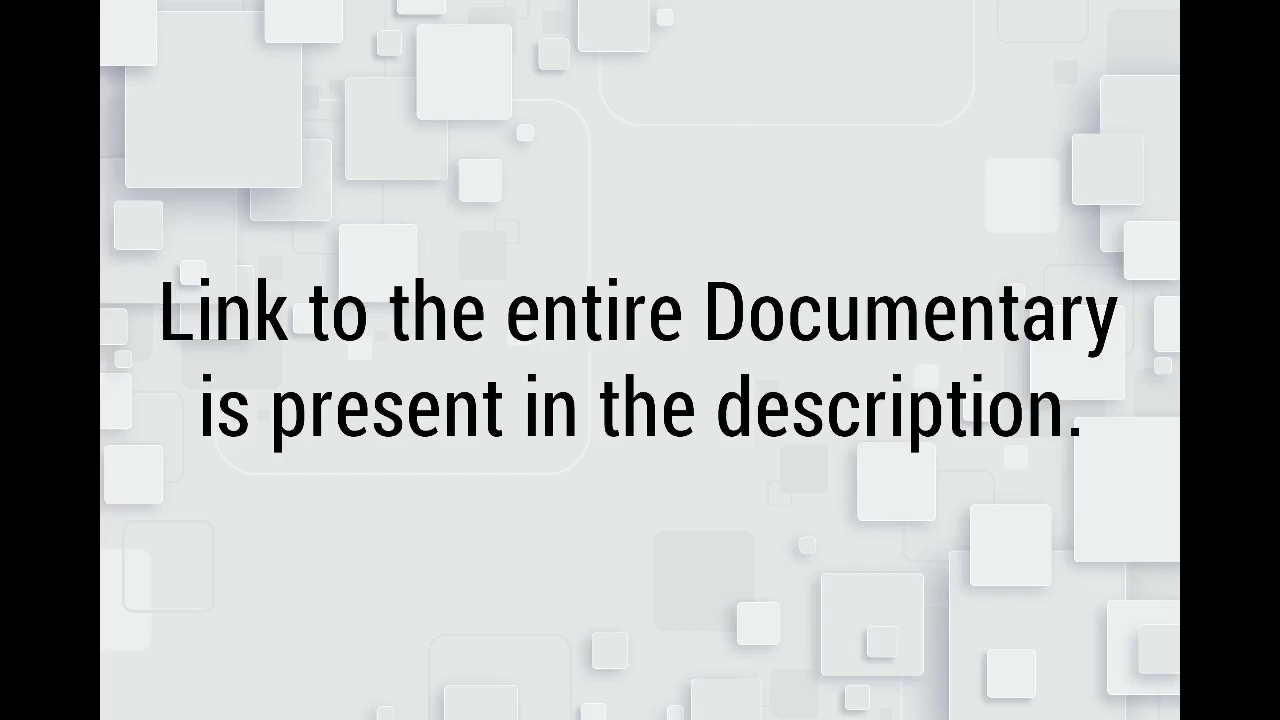 Link to the entire Documentary
is present in the description.